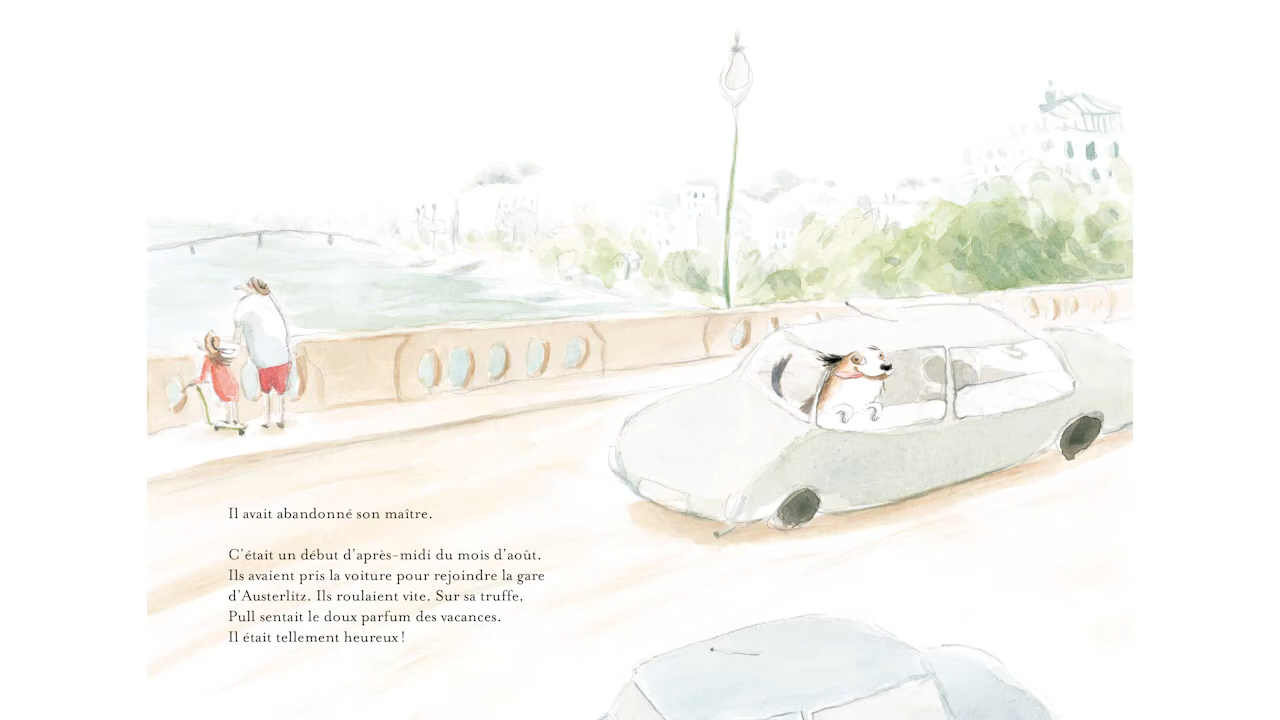 Il avait abandonné son maître.
C'était un début d'après-midi du mois d'août.
Ils avaient pris la voiture pour rejoindre la gare
d'Austerlitz. Ils roulaient vite. Sur sa truffe,
Pull sentait le doux parfum des vacances.
Il était tellement heureux !